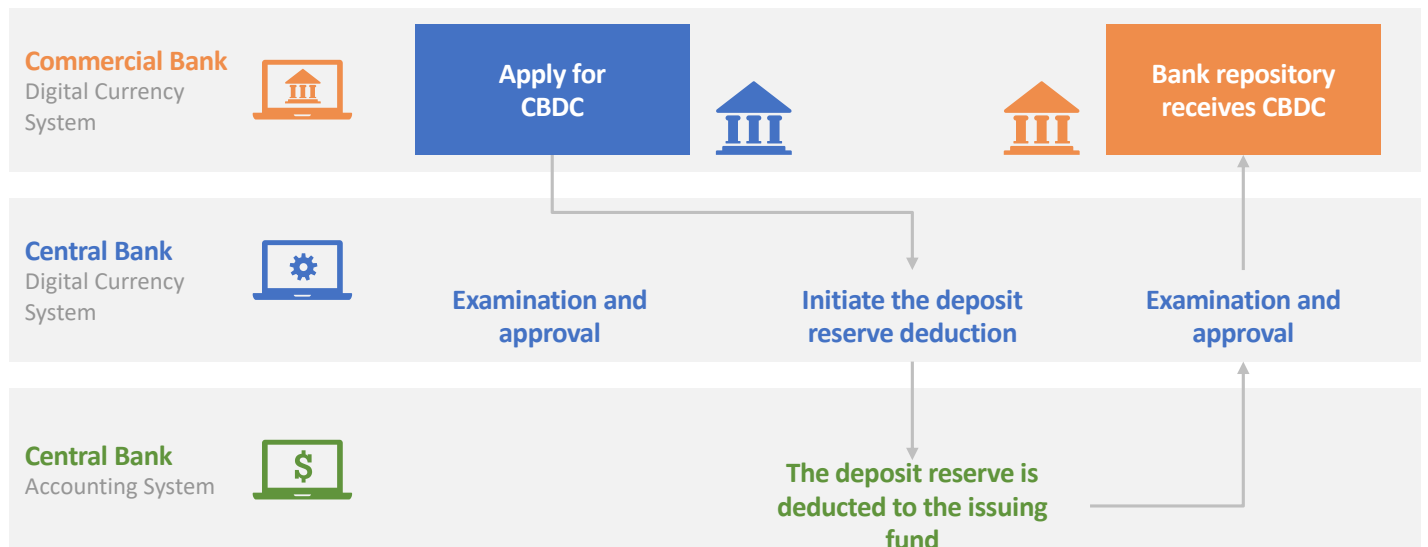 Commercial Bank
Digital Currency
System
Apply for
CBDC
Bank repository
receives CBDC
Central Bank
Digital Currency
System
Examination and
approval
Initiate the deposit
reserve deduction
Examination and
approval
Central Bank
Accounting System
$
The deposit reserve is
deducted to the issuing
fund